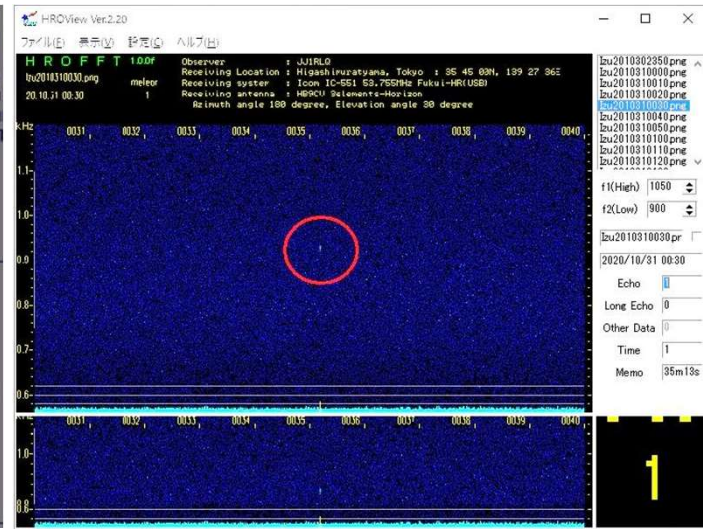 HROView Ver.2.20
ファイル(F) 表示(V) 設定(C) ヘルプ(H)
H R O F F T 1.0.0f
Observer : JJ1RLQ
Receiving Location : Higashimuratyama, Tokyo : 35 45 00N, 139 27 36E
Izu2010310030.png meteor
Receiving syster : Icom IC-551 53.755MHz Fukui-HR(USB)
Receiving antenna : HB9CV 2elements-Horizon
20.10.31 00:30 1
Azimuth angle 180 degree, Elevation angle 30 degree
kHz 0031 0032 0033 0034 0035 0036 0037 0038 0039 0040
1.1
1.0
0.9
0.8
0.7
0.6
0031 0032 0033 0034 0035 0036 0037 0038 0039 0040
1.0
0.8
Izu2010302350.png
Izu2010310000.png
Izu2010310010.png
Izu2010310020.png
Izu2010310030.png
Izu2010310040.png
Izu2010310050.png
Izu2010310100.png
Izu2010310110.png
Izu2010310120.png
f1(High) 1050
f2(Low) 900
Izu2010310030.pr
2020/10/31 00:30
Echo 1
Long Echo 0
Other Data 0
Time 1
Memo 35m13s
1